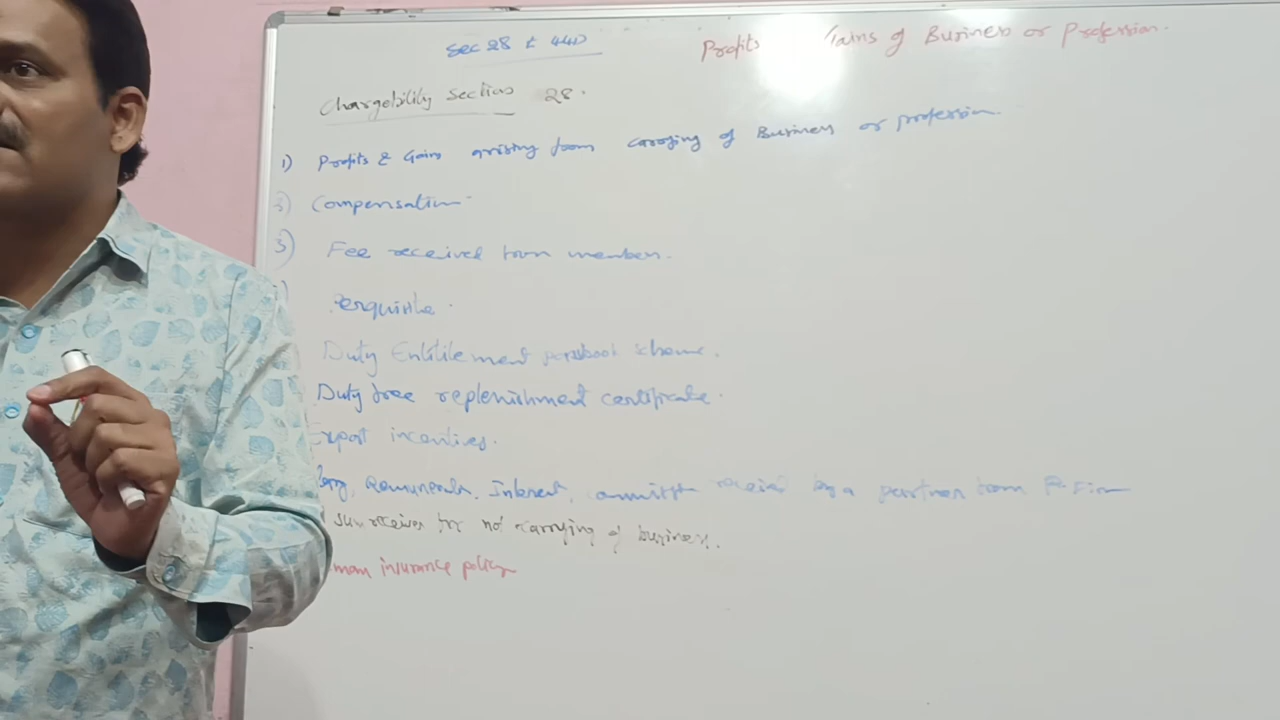 Sec 28 to 44D
Profits Gains of Business or Profession.
Chargebility Section 28.
1) Profits & Gains arising from carrying of Business or profession.
2) Compensation
3) Fee received from members.
Perquisite.
Duty Entitlement passbook scheme.
Duty free replenishment certificate.
Export incentives.
Remuneration, Interest, received by a partner from Firm
sum received for not carrying of business.
man insurance policy